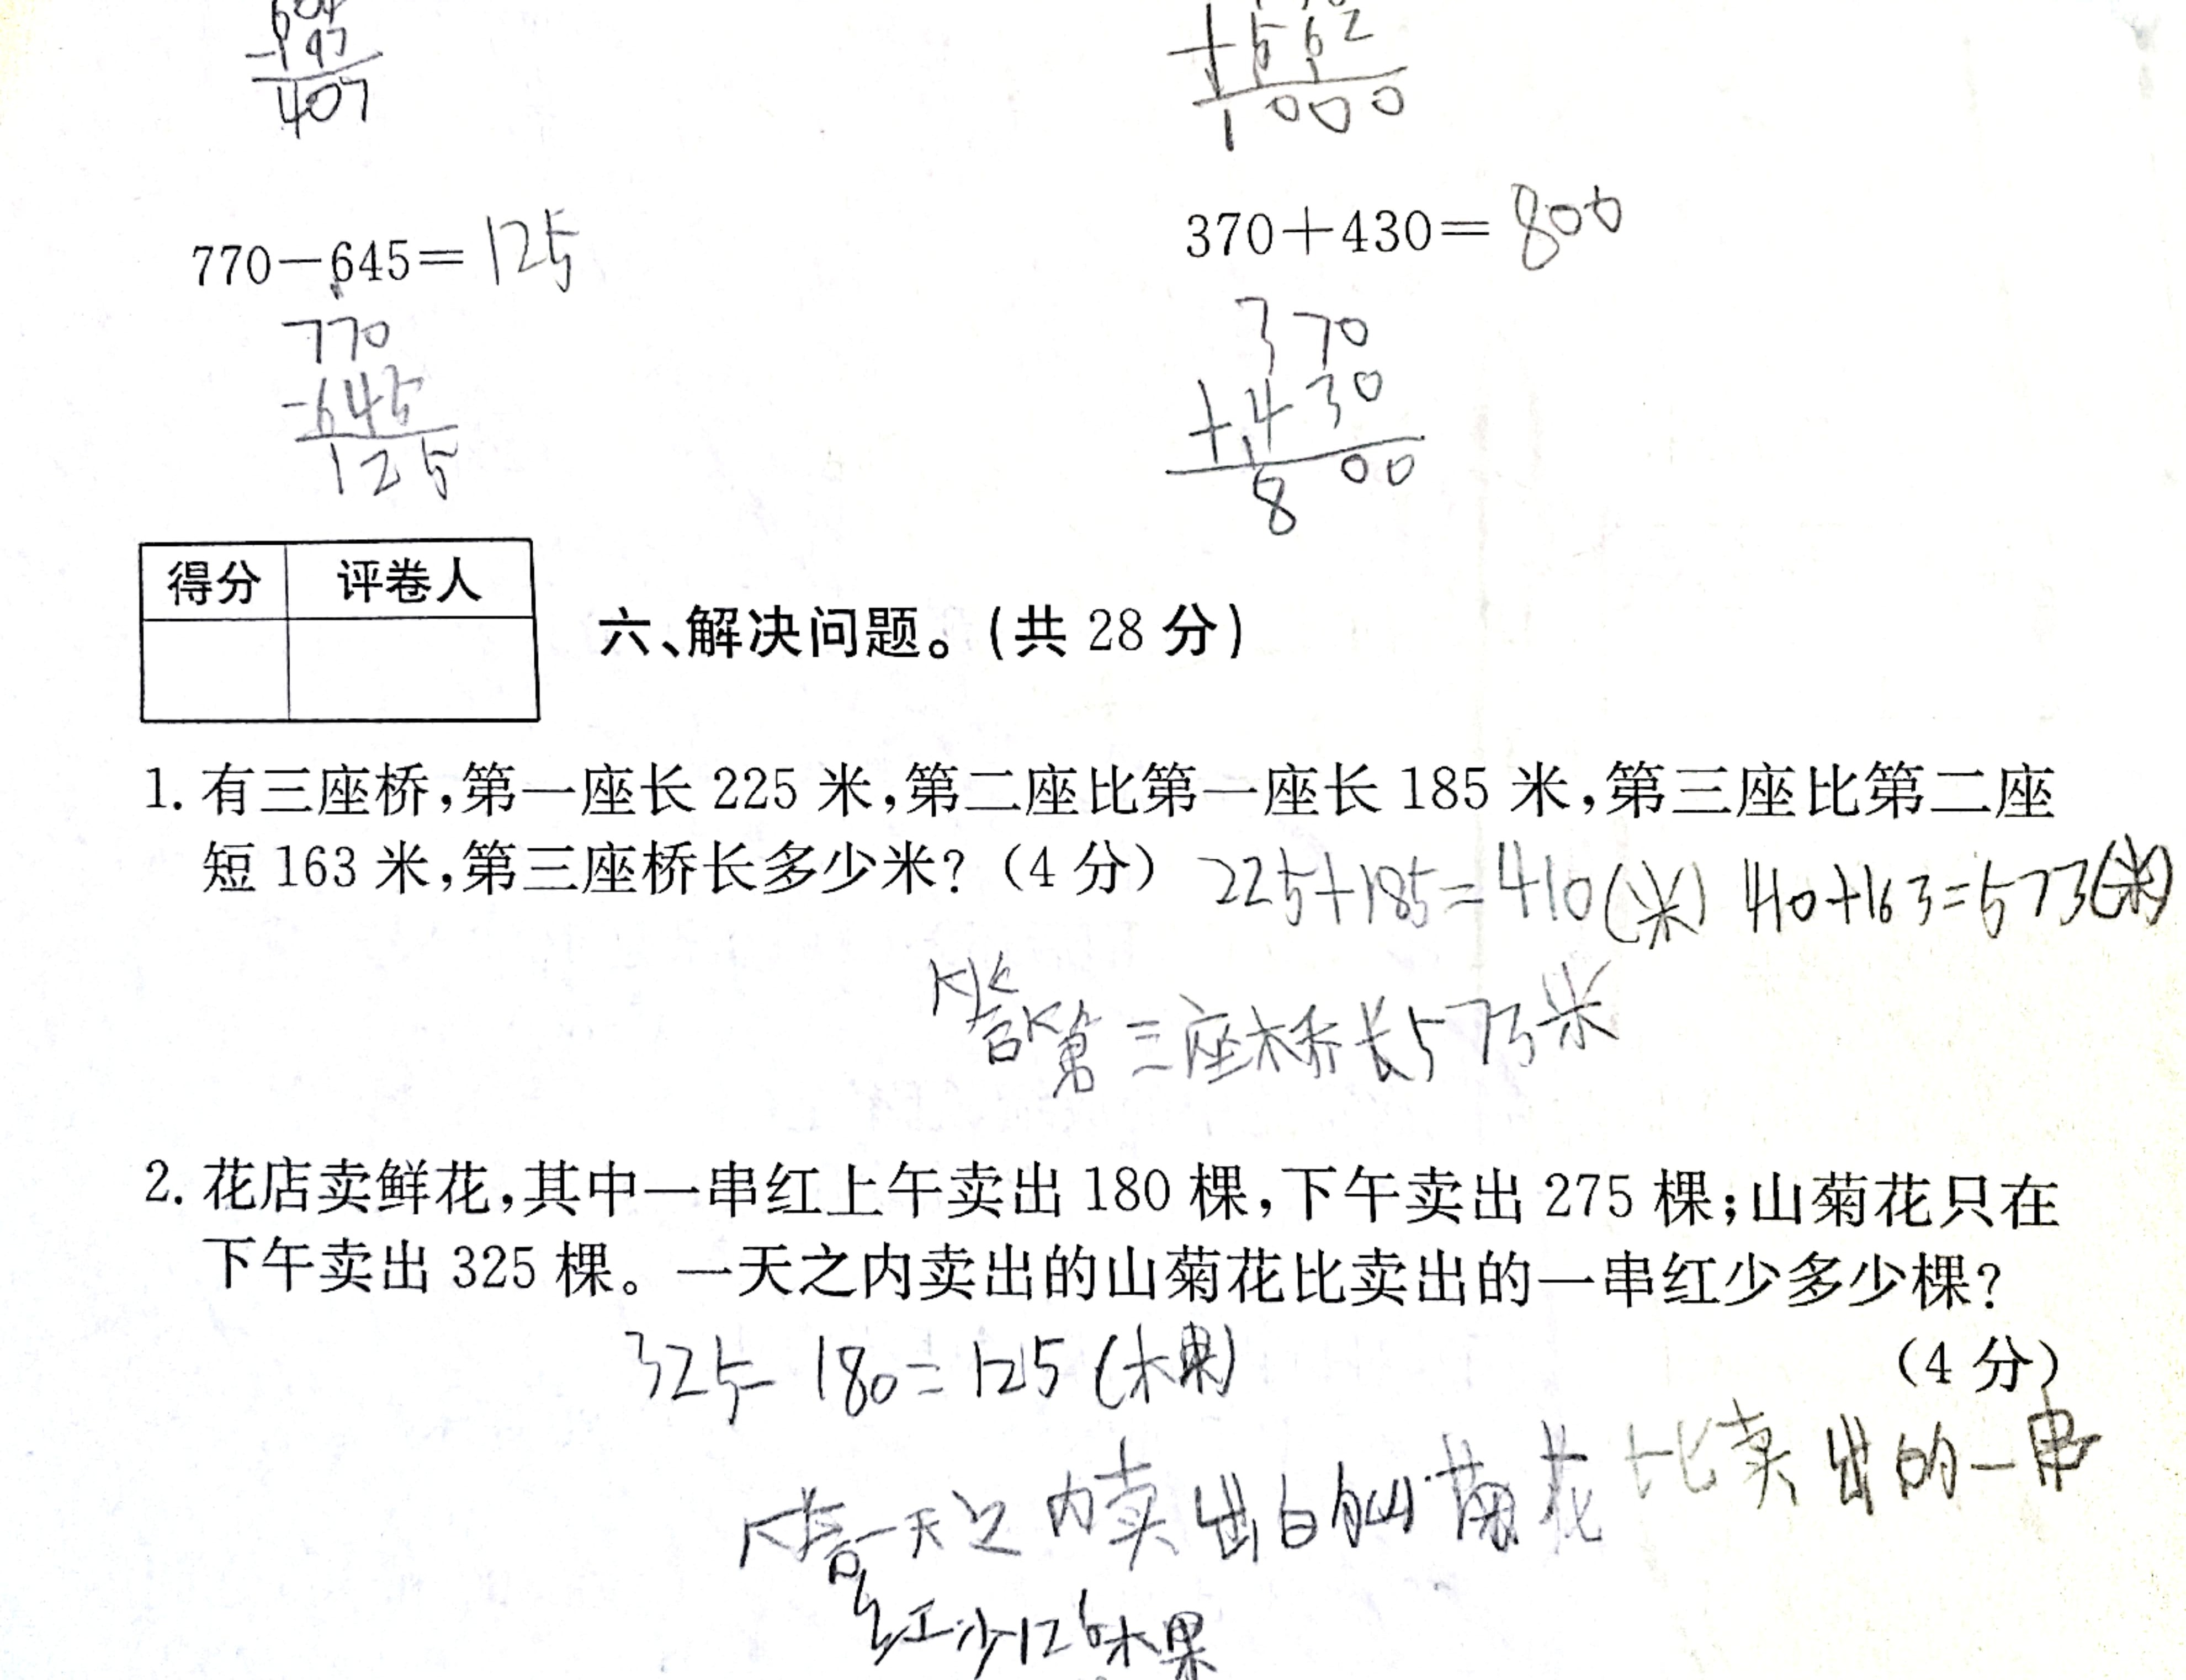 604
-197
407
+562
1000
770－645＝125
770
-645
125
370＋430＝800
370
+430
800
得分 评卷人
六、解决问题。(共 28 分)
1. 有三座桥,第一座长 225 米,第二座比第一座长 185 米,第三座比第二座
短 163 米,第三座桥长多少米?(4 分) 225+185=410(米) 410+163=573(米)
答第三座桥长573米
2. 花店卖鲜花,其中一串红上午卖出 180 棵,下午卖出 275 棵;山菊花只在
下午卖出 325 棵。一天之内卖出的山菊花比卖出的一串红少多少棵?
(4 分)
325-180=125(棵)
答一天之内卖出的山菊花比卖出的一串
红少125棵